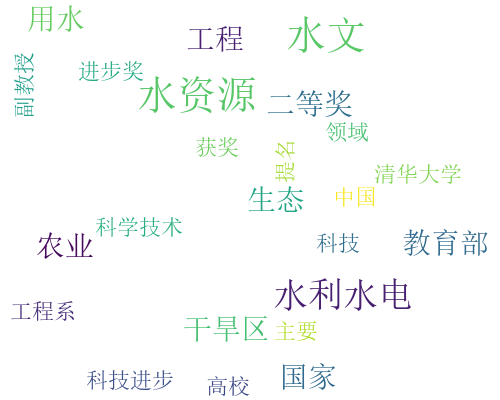 用水
工程
水文
副教授
进步奖
水资源
二等奖
领域
获奖
提名
清华大学
生态
中国
科学技术
农业
科技
教育部
水利水电
工程系
干旱区
主要
科技进步
高校
国家